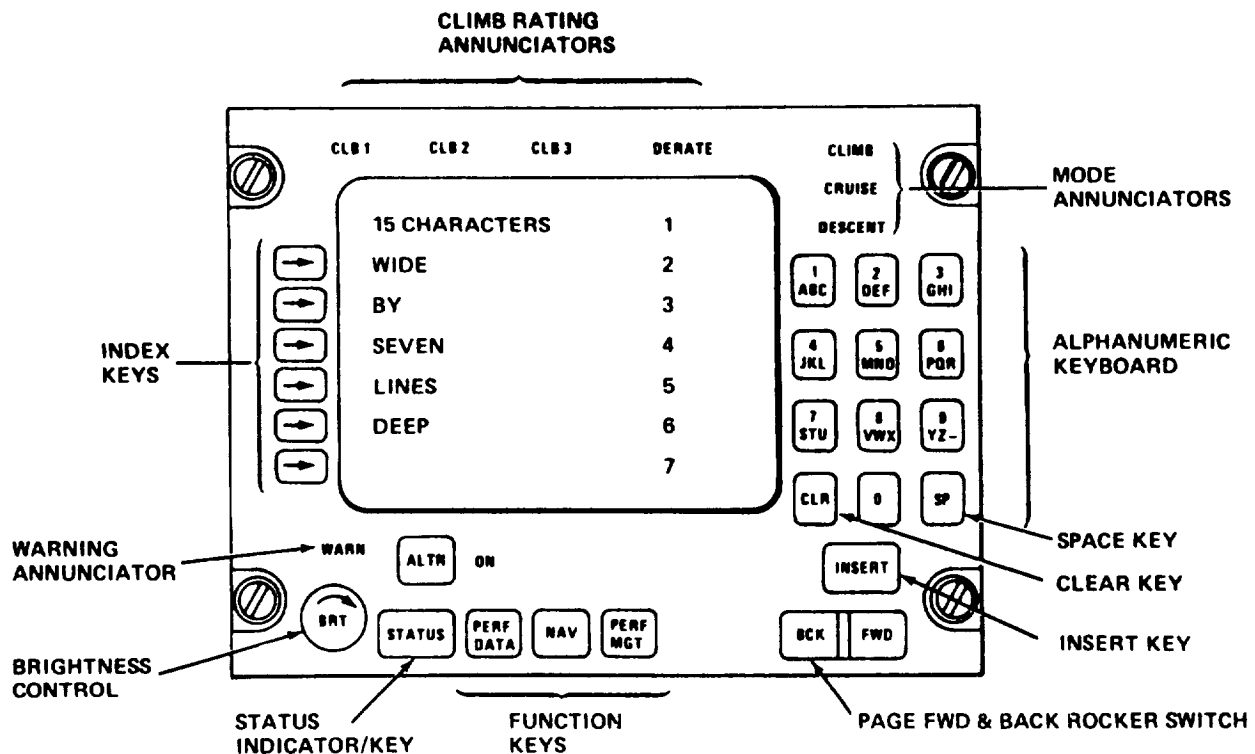 CLIMB RATING
ANNUNCIATORS
CLB 1 CLB 2 CLB 3 DERATE
CLIMB
CRUISE
DESCENT
MODE
ANNUNCIATORS
15 CHARACTERS 1
WIDE 2
BY 3
SEVEN 4
LINES 5
DEEP 6
7
INDEX
KEYS
1
ABC
2
DEF
3
GHI
4
JKL
5
MNO
6
PQR
7
STU
8
VWX
9
YZ–
CLR
0
SP
ALPHANUMERIC
KEYBOARD
SPACE KEY
CLEAR KEY
INSERT KEY
WARNING
ANNUNCIATOR
WARN
ALTN ON
INSERT
BRT
STATUS
PERF
DATA
NAV
PERF
MGT
BCK FWD
BRIGHTNESS
CONTROL
STATUS
INDICATOR/KEY
FUNCTION
KEYS
PAGE FWD & BACK ROCKER SWITCH